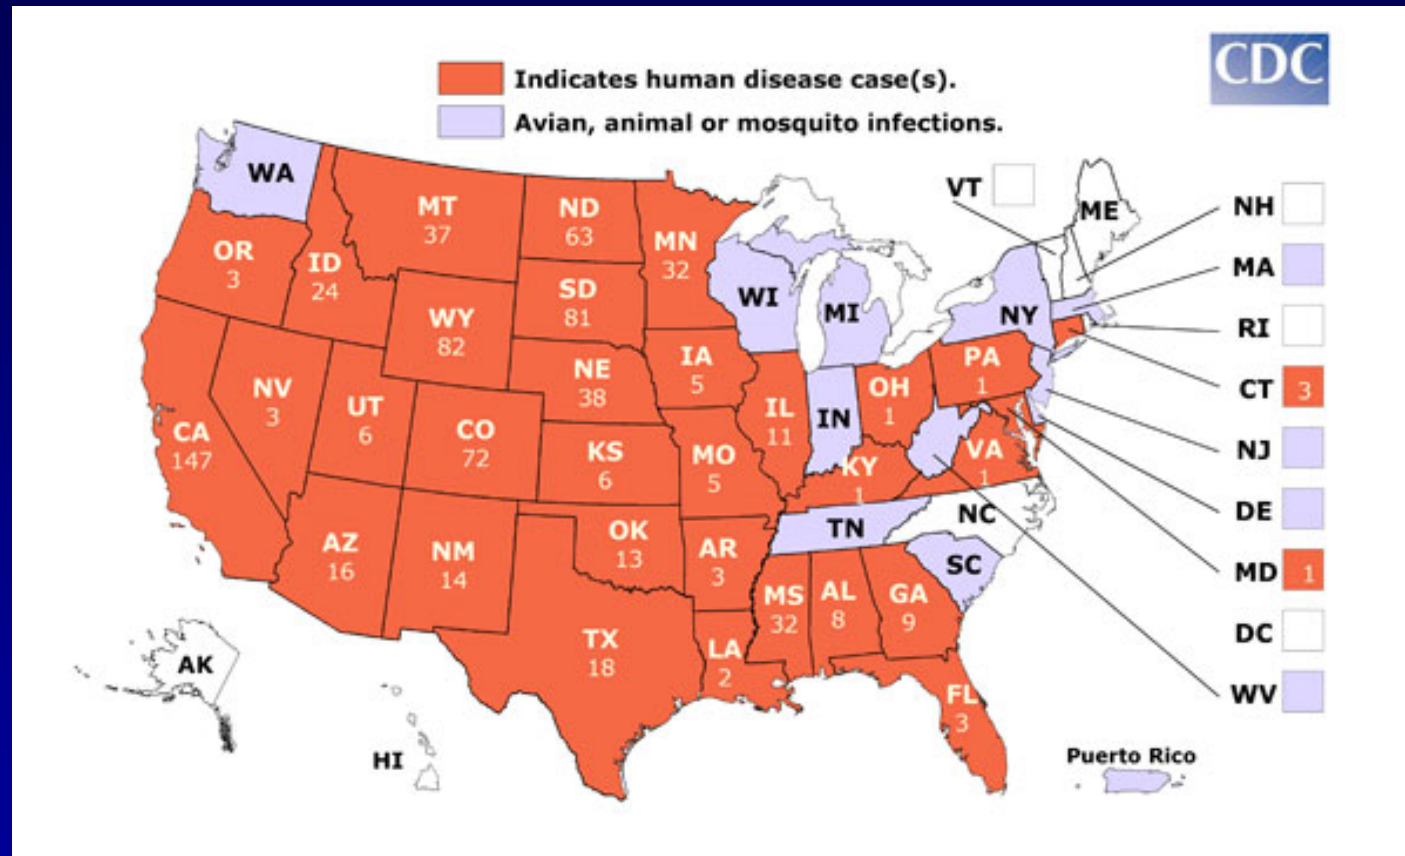 CDC
Indicates human disease case(s).
Avian, animal or mosquito infections.
WA
VT
ME
NH
MT
37
ND
63
MN
32
OR
3
ID
24
MA
SD
81
WI
MI
NY
RI
WY
82
NE
38
IA
5
PA
1
CT 3
NV
3
UT
6
CO
72
IL
11
IN
OH
1
NJ
CA
147
KS
6
MO
5
KY
1
VA
1
DE
AZ
16
NM
14
OK
13
AR
3
TN
NC
SC
MD 1
MS
32
AL
8
GA
9
DC
TX
18
LA
2
AK
FL
3
WV
HI
Puerto Rico